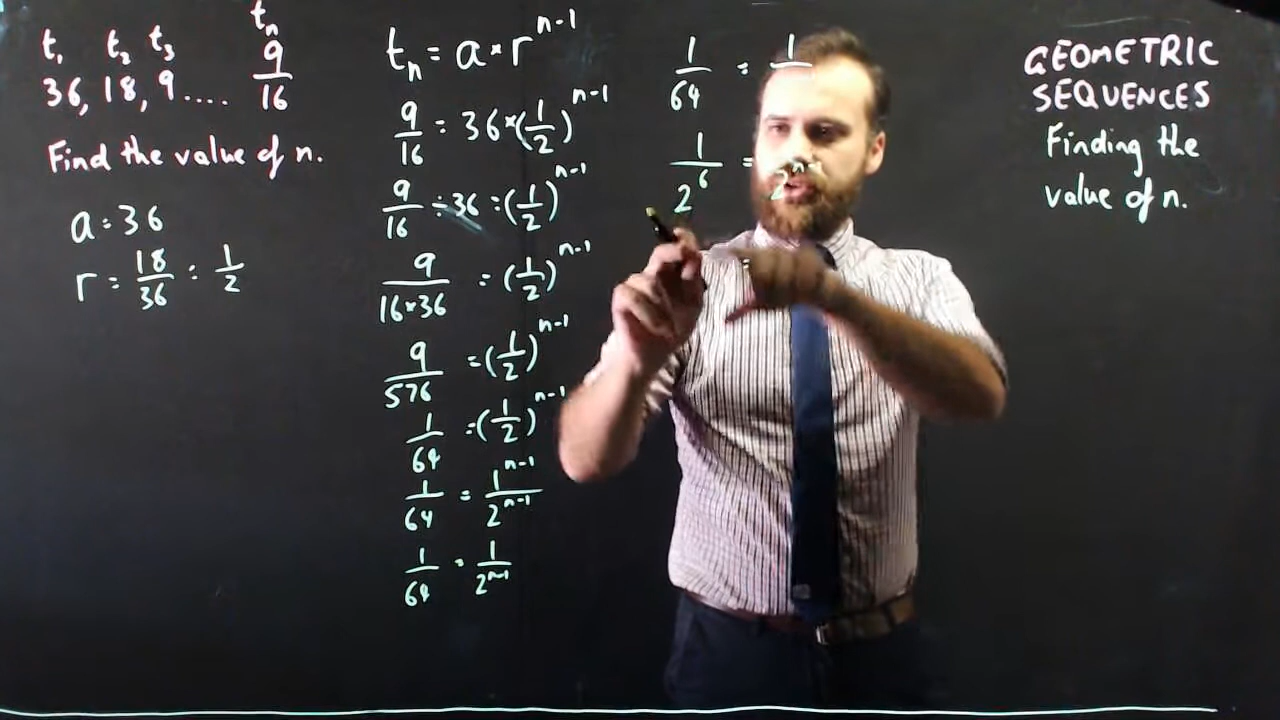 t₁ t₂ t₃ tₙ
36, 18, 9 .... 9/16
Find the value of n.
a = 36
r = 18/36 = 1/2
tₙ = a × r^(n-1)
9/16 = 36 × (1/2)^(n-1)
9/16 ÷ 36 = (1/2)^(n-1)
9/(16×36) = (1/2)^(n-1)
9/576 = (1/2)^(n-1)
1/64 = (1/2)^(n-1)
1/64 = 1^(n-1)/2^(n-1)
1/64 = 1/2^(n-1)
1/64 = 1/
1/2^6 =
GEOMETRIC
SEQUENCES
Finding the
value of n.